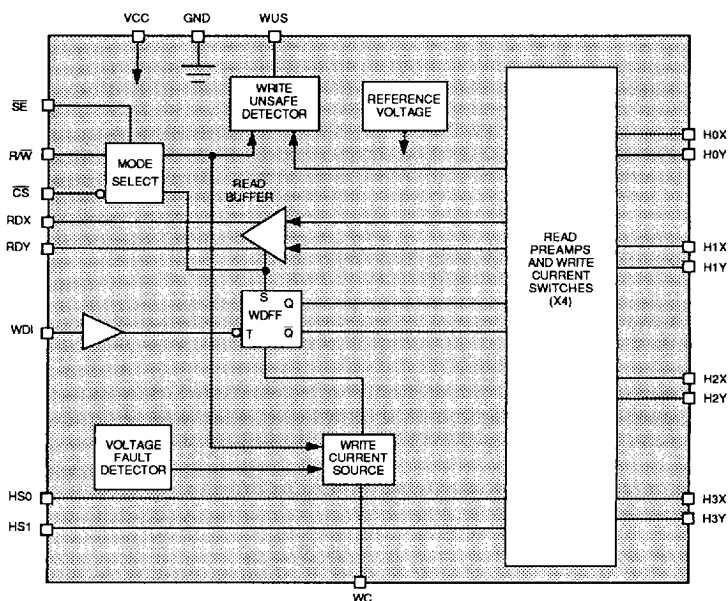 VCC
GND
WUS
WRITE
UNSAFE
DETECTOR
REFERENCE
VOLTAGE
S̅E̅
R/W̅
C̅S̅
RDX
RDY
WDI
MODE
SELECT
READ
BUFFER
S
Q
WDFF
T
Q̅
READ
PREAMPS
AND WRITE
CURRENT
SWITCHES
(X4)
H0X
H0Y
H1X
H1Y
H2X
H2Y
H3X
H3Y
VOLTAGE
FAULT
DETECTOR
WRITE
CURRENT
SOURCE
HS0
HS1
WC